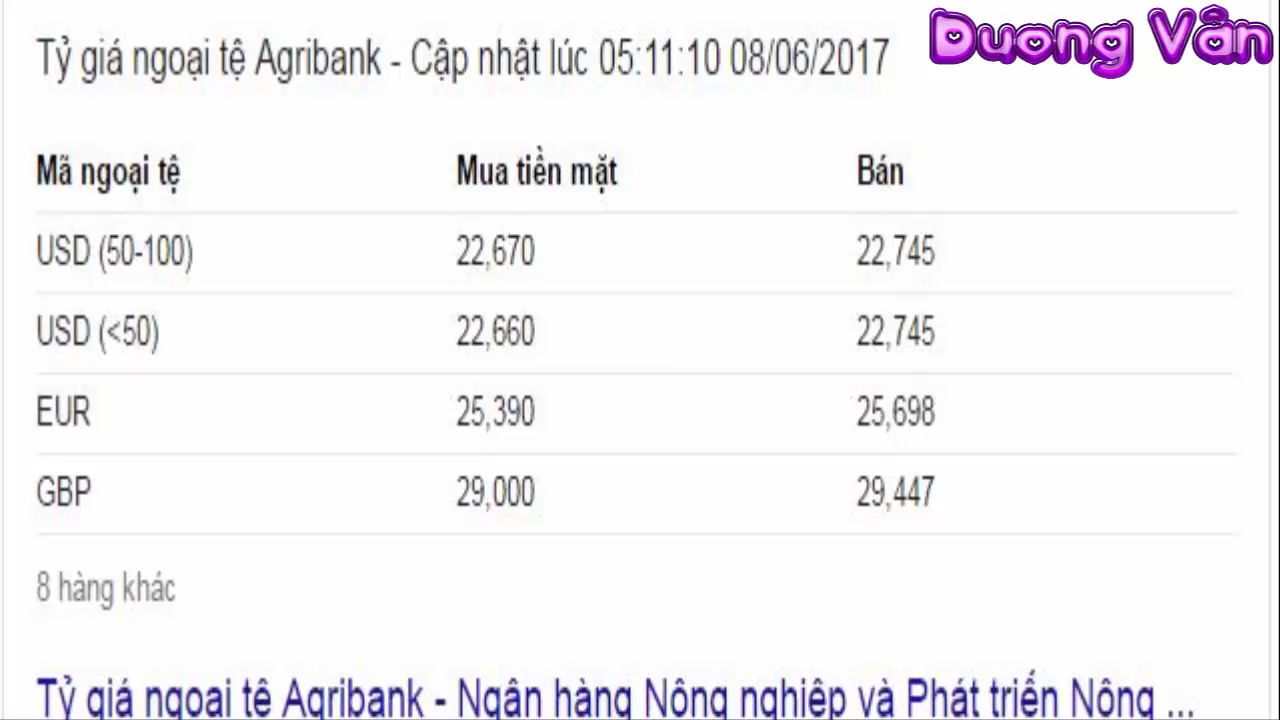 Duong Vân
Tỷ giá ngoại tệ Agribank - Cập nhật lúc 05:11:10 08/06/2017
Mã ngoại tệ Mua tiền mặt Bán
USD (50-100) 22,670 22,745
USD (<50) 22,660 22,745
EUR 25,390 25,698
GBP 29,000 29,447
8 hàng khác
Tỷ giá ngoại tệ Agribank - Ngân hàng Nông nghiệp và Phát triển Nông ...